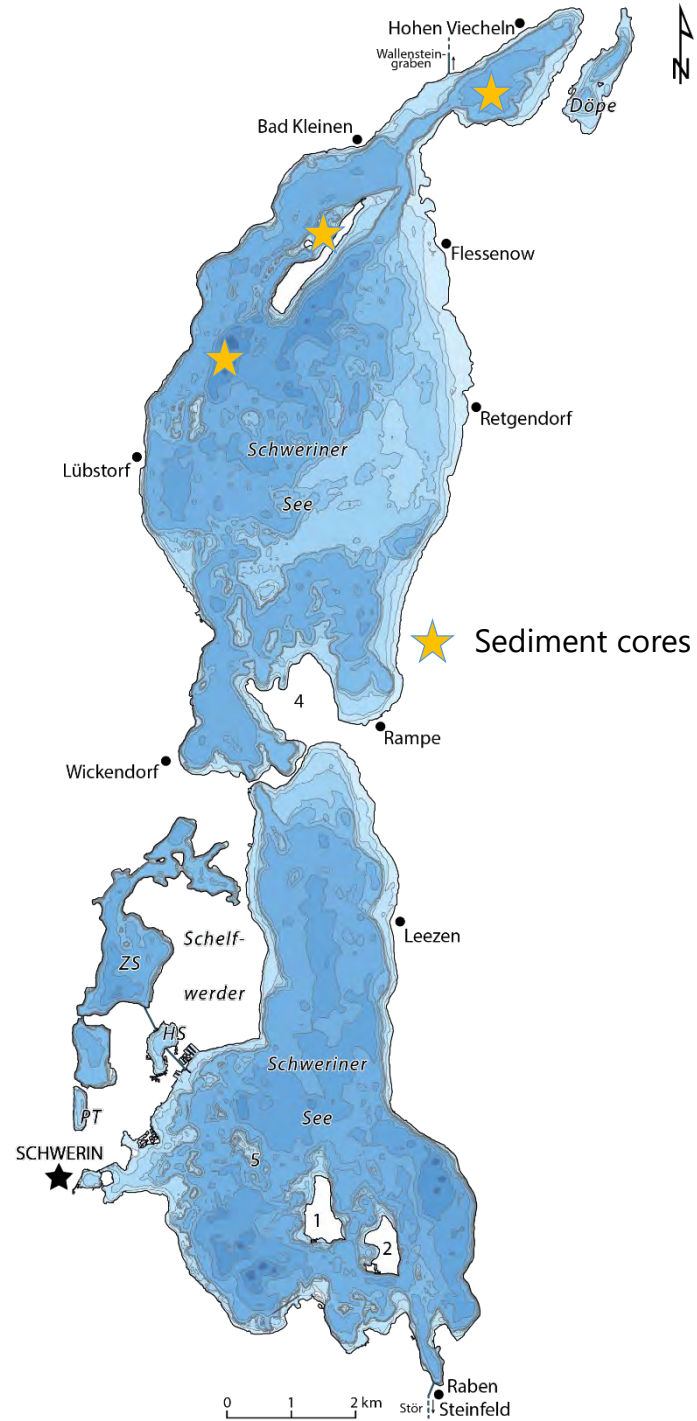 Hohen Viecheln
Wallenstein-
graben
N
Döpe
Bad Kleinen
Flessenow
Retgendorf
Schweriner
Lübstorf
See
Sediment cores
4
Rampe
Wickendorf
Leezen
Schelf-
ZS
werder
HS
Schweriner
PT
See
SCHWERIN
5
1
2
Raben
Steinfeld
Stör
0 1 2 km